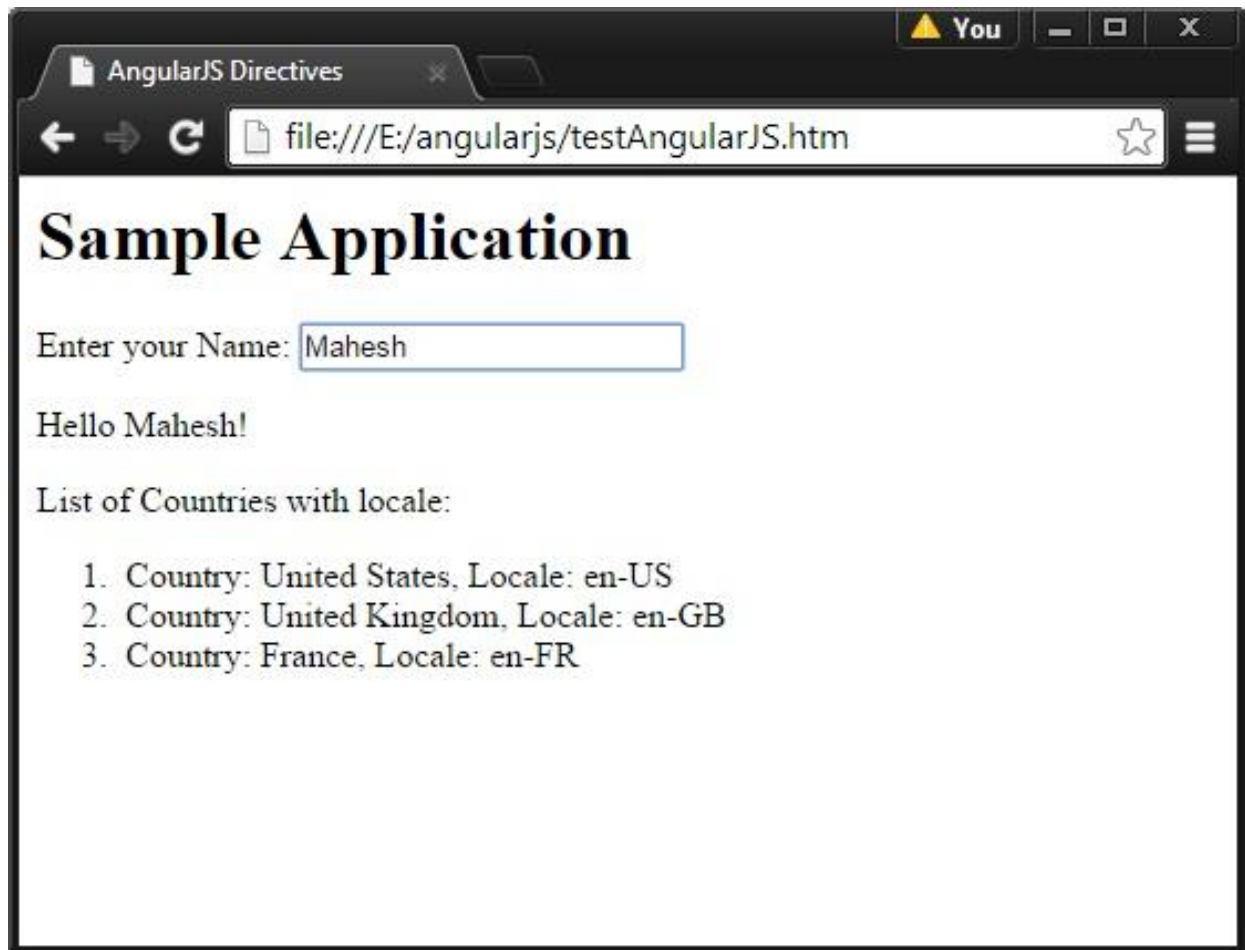 You
AngularJS Directives
file:///E:/angularjs/testAngularJS.htm
Sample Application
Enter your Name: Mahesh
Hello Mahesh!
List of Countries with locale:
1. Country: United States, Locale: en-US
2. Country: United Kingdom, Locale: en-GB
3. Country: France, Locale: en-FR